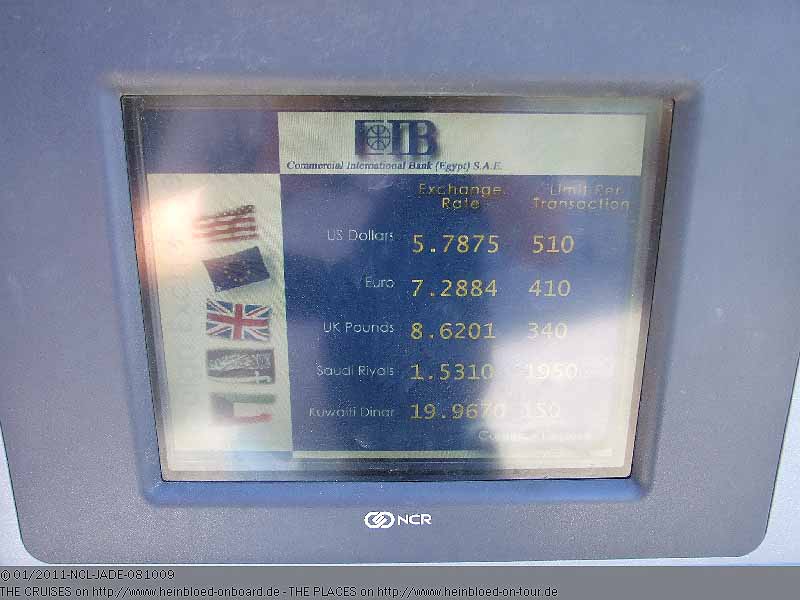 CIB
Commercial International Bank (Egypt) S.A.E.
Exchange Rate Limit Per Transaction
US Dollars 5.7875 510
Euro 7.2884 410
UK Pounds 8.6201 340
Saudi Riyals 1.5310 1950
Kuwaiti Dinar 19.9670 150
NCR
©01/2011-NCL-JADE-081009
THE CRUISES on http://www.heinbloed-onboard.de - THE PLACES on http://www.heinbloed-on-tour.de